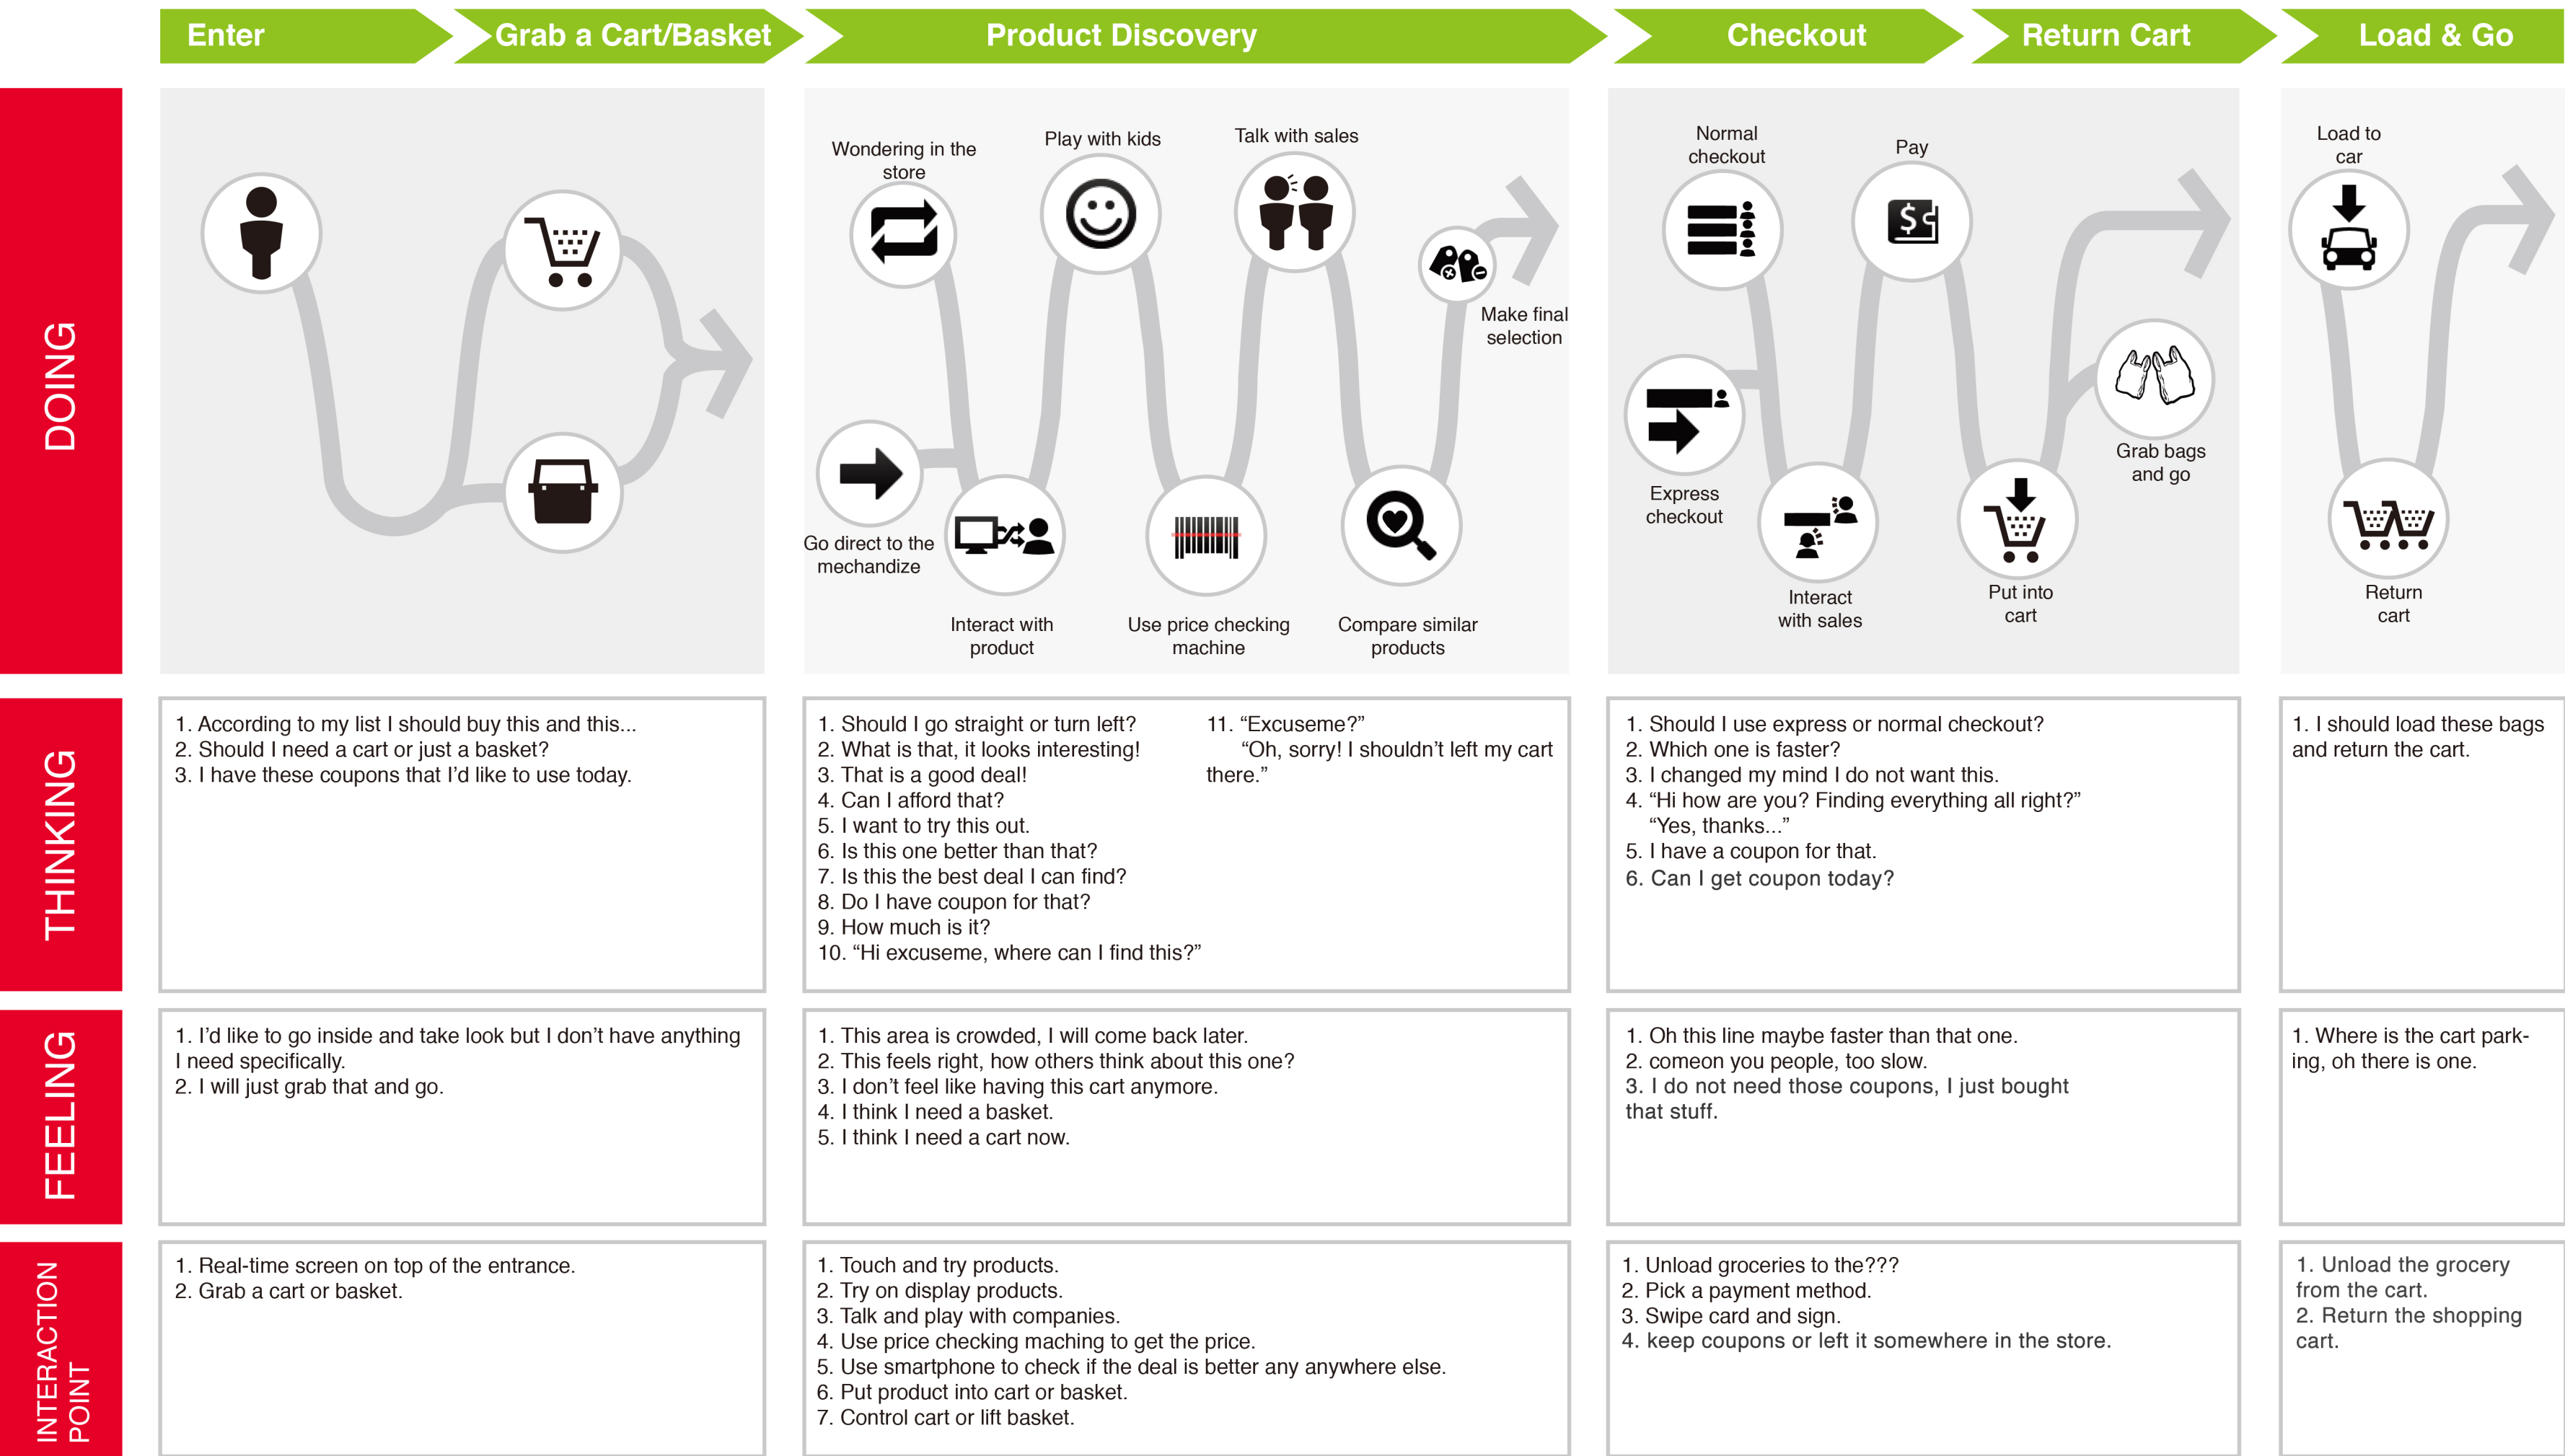 Enter
Grab a Cart/Basket
Product Discovery
Checkout
Return Cart
Load & Go
DOING
Wondering in the
store
Play with kids
Talk with sales
Make final
selection
Go direct to the
mechandize
Interact with
product
Use price checking
machine
Compare similar
products
Normal
checkout
Pay
Express
checkout
Grab bags
and go
Interact
with sales
Put into
cart
Load to
car
Return
cart
THINKING
1. According to my list I should buy this and this...
2. Should I need a cart or just a basket?
3. I have these coupons that I’d like to use today.
1. Should I go straight or turn left?
2. What is that, it looks interesting!
3. That is a good deal!
4. Can I afford that?
5. I want to try this out.
6. Is this one better than that?
7. Is this the best deal I can find?
8. Do I have coupon for that?
9. How much is it?
10. “Hi excuseme, where can I find this?”
11. “Excuseme?”
“Oh, sorry! I shouldn’t left my cart
there.”
1. Should I use express or normal checkout?
2. Which one is faster?
3. I changed my mind I do not want this.
4. “Hi how are you? Finding everything all right?”
“Yes, thanks...”
5. I have a coupon for that.
6. Can I get coupon today?
1. I should load these bags
and return the cart.
FEELING
1. I’d like to go inside and take look but I don’t have anything
I need specifically.
2. I will just grab that and go.
1. This area is crowded, I will come back later.
2. This feels right, how others think about this one?
3. I don’t feel like having this cart anymore.
4. I think I need a basket.
5. I think I need a cart now.
1. Oh this line maybe faster than that one.
2. comeon you people, too slow.
3. I do not need those coupons, I just bought
that stuff.
1. Where is the cart park-
ing, oh there is one.
INTERACTION
POINT
1. Real-time screen on top of the entrance.
2. Grab a cart or basket.
1. Touch and try products.
2. Try on display products.
3. Talk and play with companies.
4. Use price checking maching to get the price.
5. Use smartphone to check if the deal is better any anywhere else.
6. Put product into cart or basket.
7. Control cart or lift basket.
1. Unload groceries to the???
2. Pick a payment method.
3. Swipe card and sign.
4. keep coupons or left it somewhere in the store.
1. Unload the grocery
from the cart.
2. Return the shopping
cart.